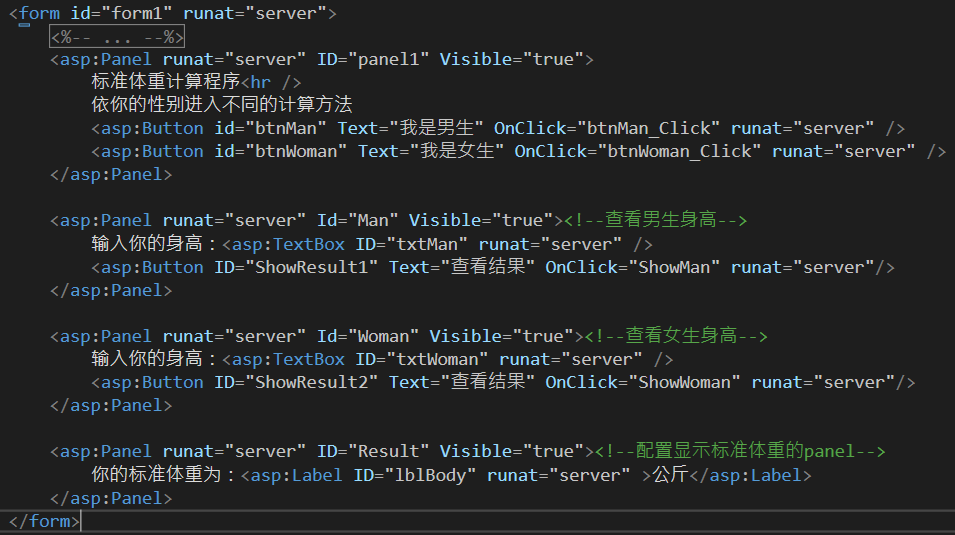 <form id="form1" runat="server">
<%-- ... --%>
<asp:Panel runat="server" ID="panel1" Visible="true">
标准体重计算程序<hr />
依你的性别进入不同的计算方法
<asp:Button id="btnMan" Text="我是男生" OnClick="btnMan_Click" runat="server" />
<asp:Button id="btnWoman" Text="我是女生" OnClick="btnWoman_Click" runat="server" />
</asp:Panel>
<asp:Panel runat="server" Id="Man" Visible="true"><!--查看男生身高-->
输入你的身高：<asp:TextBox ID="txtMan" runat="server" />
<asp:Button ID="ShowResult1" Text="查看结果" OnClick="ShowMan" runat="server"/>
</asp:Panel>
<asp:Panel runat="server" Id="Woman" Visible="true"><!--查看女生身高-->
输入你的身高：<asp:TextBox ID="txtWoman" runat="server" />
<asp:Button ID="ShowResult2" Text="查看结果" OnClick="ShowWoman" runat="server"/>
</asp:Panel>
<asp:Panel runat="server" ID="Result" Visible="true"><!--配置显示标准体重的panel-->
你的标准体重为：<asp:Label ID="lblBody" runat="server" >公斤</asp:Label>
</asp:Panel>
</form>